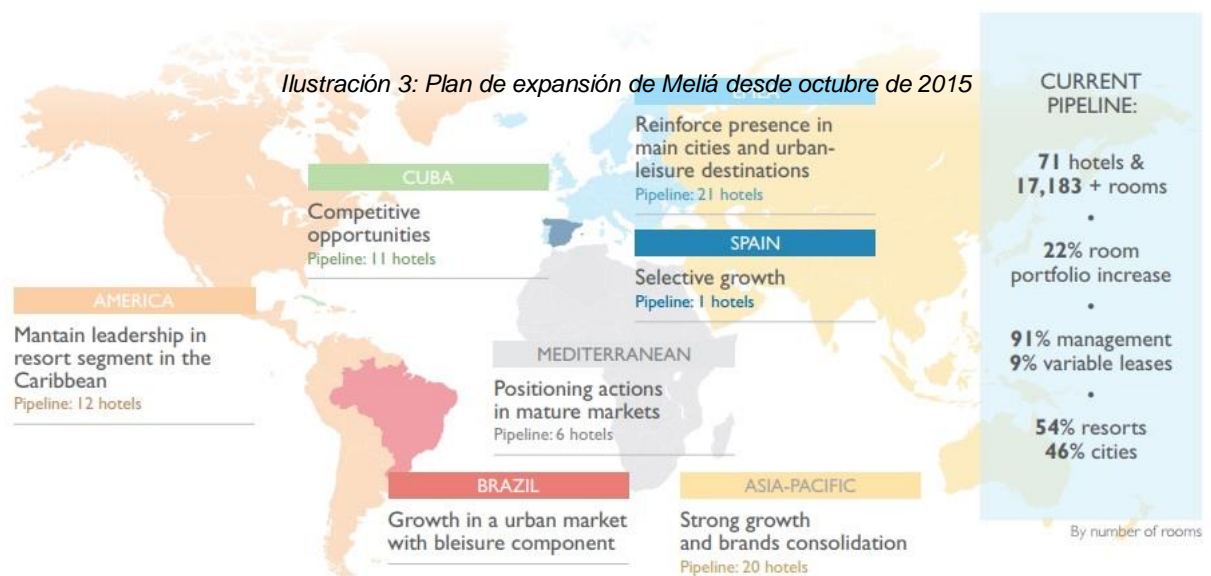 Ilustración 3: Plan de expansión de Meliá desde octubre de 2015
Reinforce presence in
main cities and urban-
leisure destinations
Pipeline: 21 hotels
CUBA
Competitive
opportunities
Pipeline: 11 hotels
SPAIN
Selective growth
Pipeline: 1 hotels
AMERICA
Mantain leadership in
resort segment in the
Caribbean
Pipeline: 12 hotels
MEDITERRANEAN
Positioning actions
in mature markets
Pipeline: 6 hotels
BRAZIL
Growth in a urban market
with bleisure component
ASIA-PACIFIC
Strong growth
and brands consolidation
Pipeline: 20 hotels
CURRENT
PIPELINE:
71 hotels &
17,183 + rooms
•
22% room
portfolio increase
•
91% management
9% variable leases
•
54% resorts
46% cities
By number of rooms